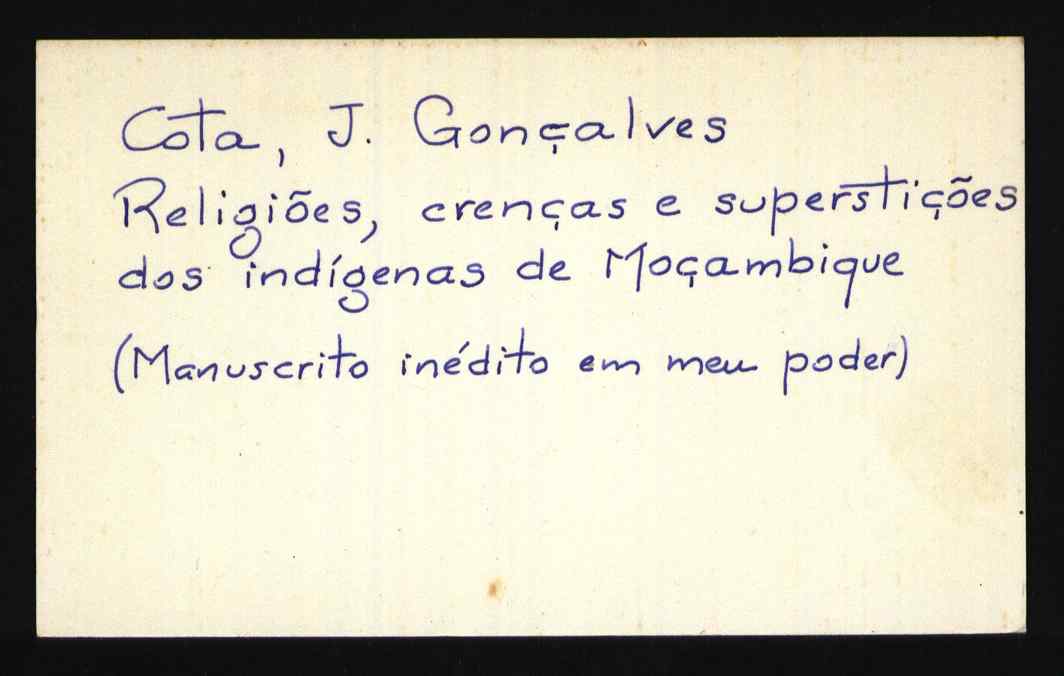 Cota, J. Gonçalves
Religiões, crenças e superstições
dos indígenas de Moçambique
(Manuscrito inédito em meu poder)